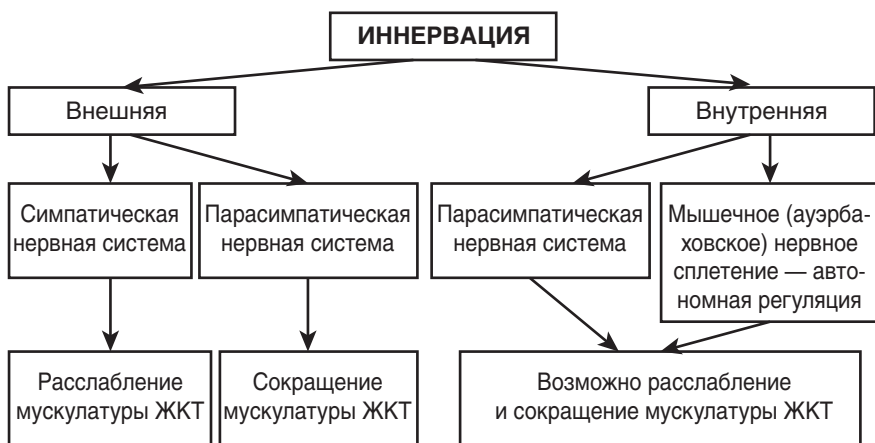 ИННЕРВАЦИЯ
Внешняя
Внутренняя
Симпатическая
нервная система
Парасимпатическая
нервная система
Парасимпатическая
нервная система
Мышечное (ауэрба-
ховское) нервное
сплетение — авто-
номная регуляция
Расслабление
мускулатуры ЖКТ
Сокращение
мускулатуры ЖКТ
Возможно расслабление
и сокращение мускулатуры ЖКТ